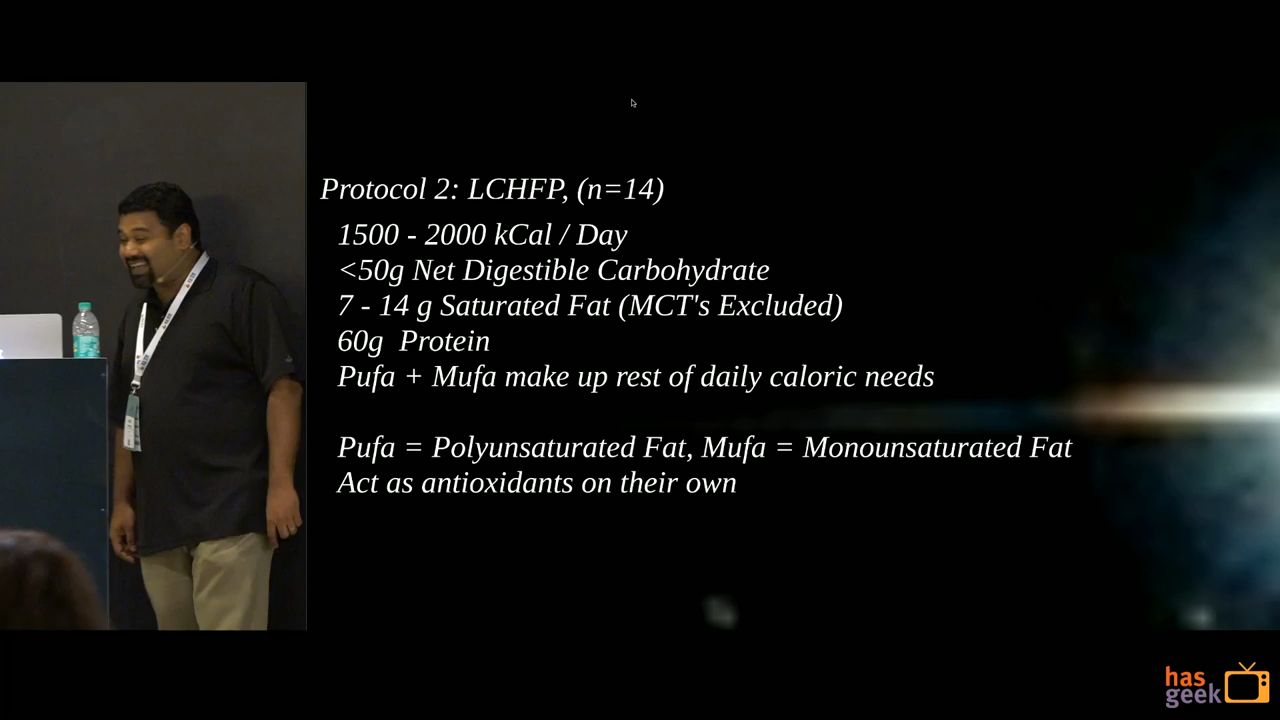 Protocol 2: LCHFP, (n=14)
1500 - 2000 kCal / Day
<50g Net Digestible Carbohydrate
7 - 14 g Saturated Fat (MCT's Excluded)
60g  Protein
Pufa + Mufa make up rest of daily caloric needs
Pufa = Polyunsaturated Fat, Mufa = Monounsaturated Fat
Act as antioxidants on their own
has
geek